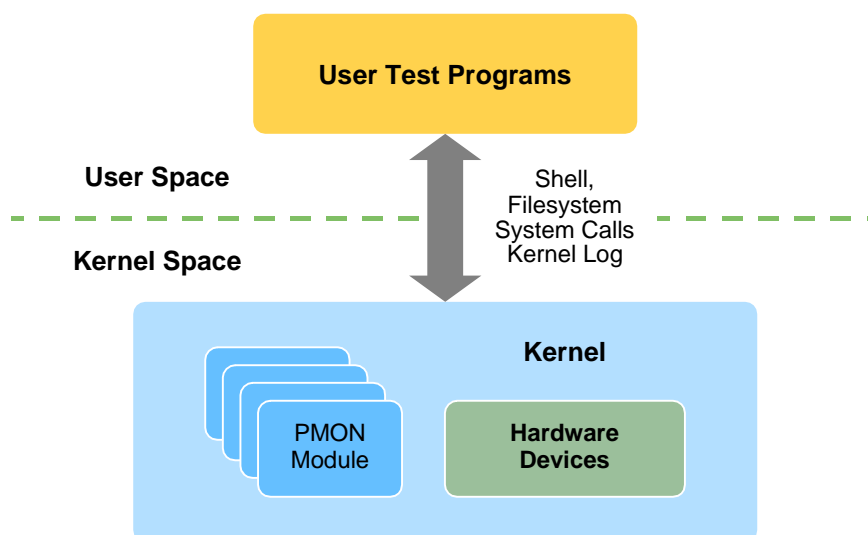 User Test Programs
User Space
Shell,
Filesystem
System Calls
Kernel Log
Kernel Space
Kernel
PMON
Module
Hardware
Devices